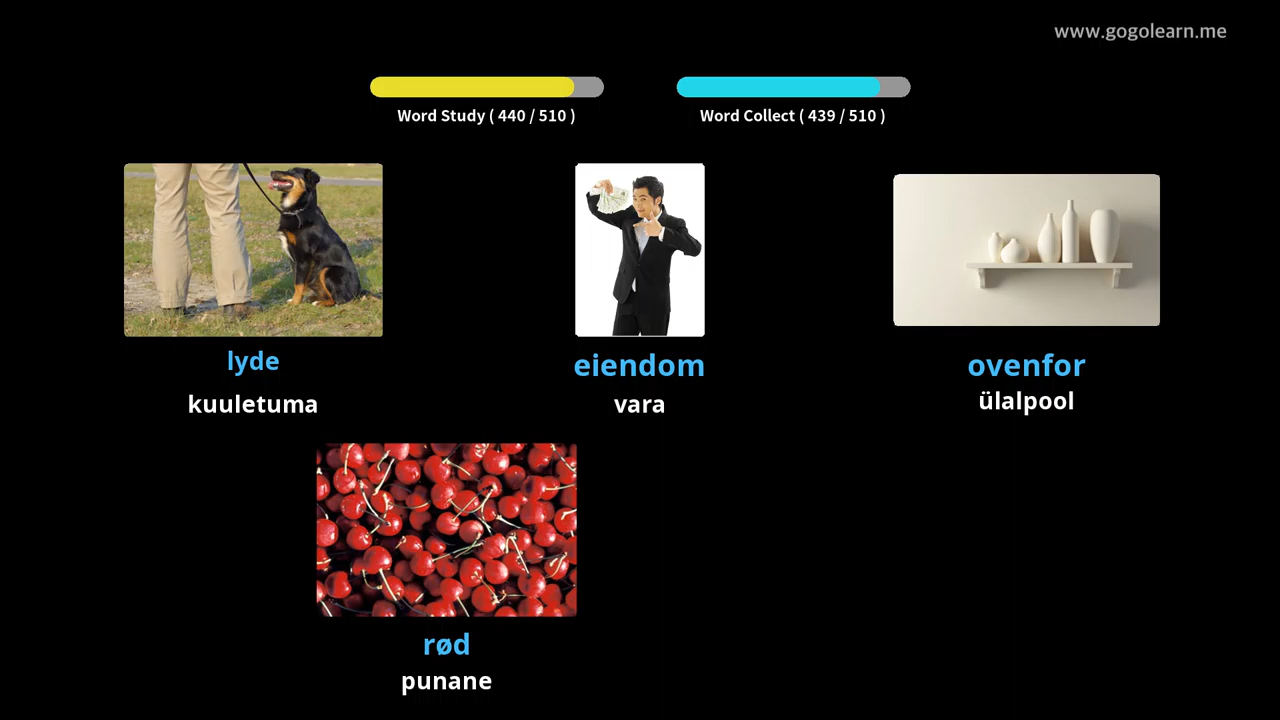 www.gogolearn.me
Word Study ( 440 / 510 )
Word Collect ( 439 / 510 )
lyde
kuuletuma
eiendom
vara
ovenfor
ülalpool
rød
punane